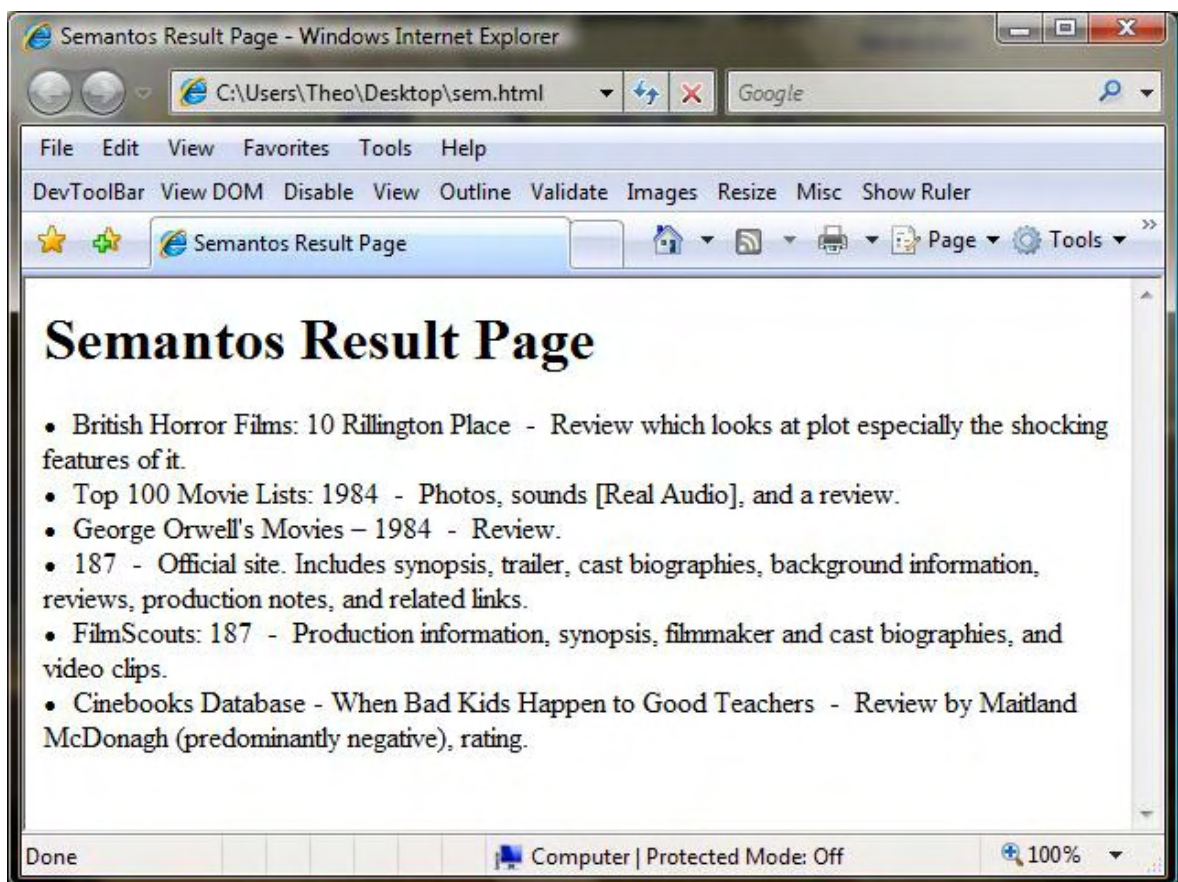 Semantos Result Page - Windows Internet Explorer
C:\Users\Theo\Desktop\sem.html Google
File Edit View Favorites Tools Help
DevToolBar View DOM Disable View Outline Validate Images Resize Misc Show Ruler
Semantos Result Page Page Tools »
Semantos Result Page
• British Horror Films: 10 Rillington Place - Review which looks at plot especially the shocking
features of it.
• Top 100 Movie Lists: 1984 - Photos, sounds [Real Audio], and a review.
• George Orwell's Movies – 1984 - Review.
• 187 - Official site. Includes synopsis, trailer, cast biographies, background information,
reviews, production notes, and related links.
• FilmScouts: 187 - Production information, synopsis, filmmaker and cast biographies, and
video clips.
• Cinebooks Database - When Bad Kids Happen to Good Teachers - Review by Maitland
McDonagh (predominantly negative), rating.
Done Computer | Protected Mode: Off 100%